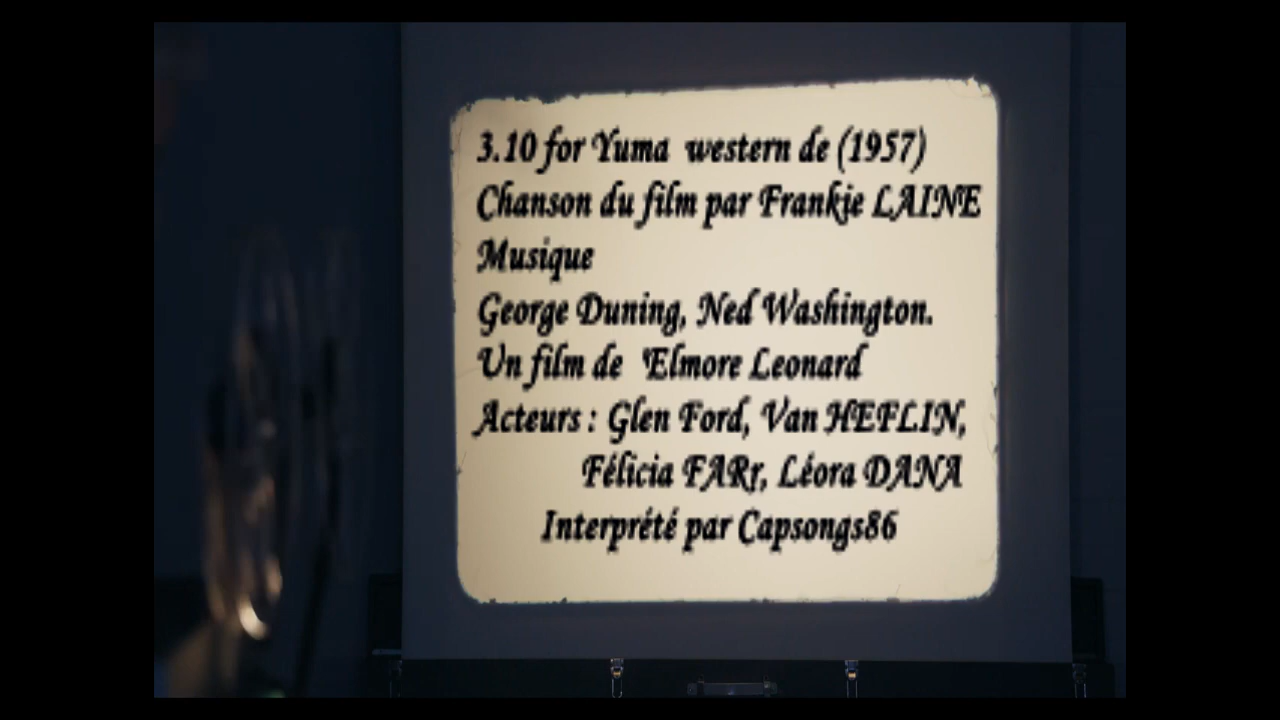 3.10 for Yuma western de (1957)
Chanson du film par Frankie LAINE
Musique
George Duning, Ned Washington.
Un film de Elmore Leonard
Acteurs : Glen Ford, Van HEFLIN,
Félicia FARr, Léora DANA
Interprété par Capsongs86